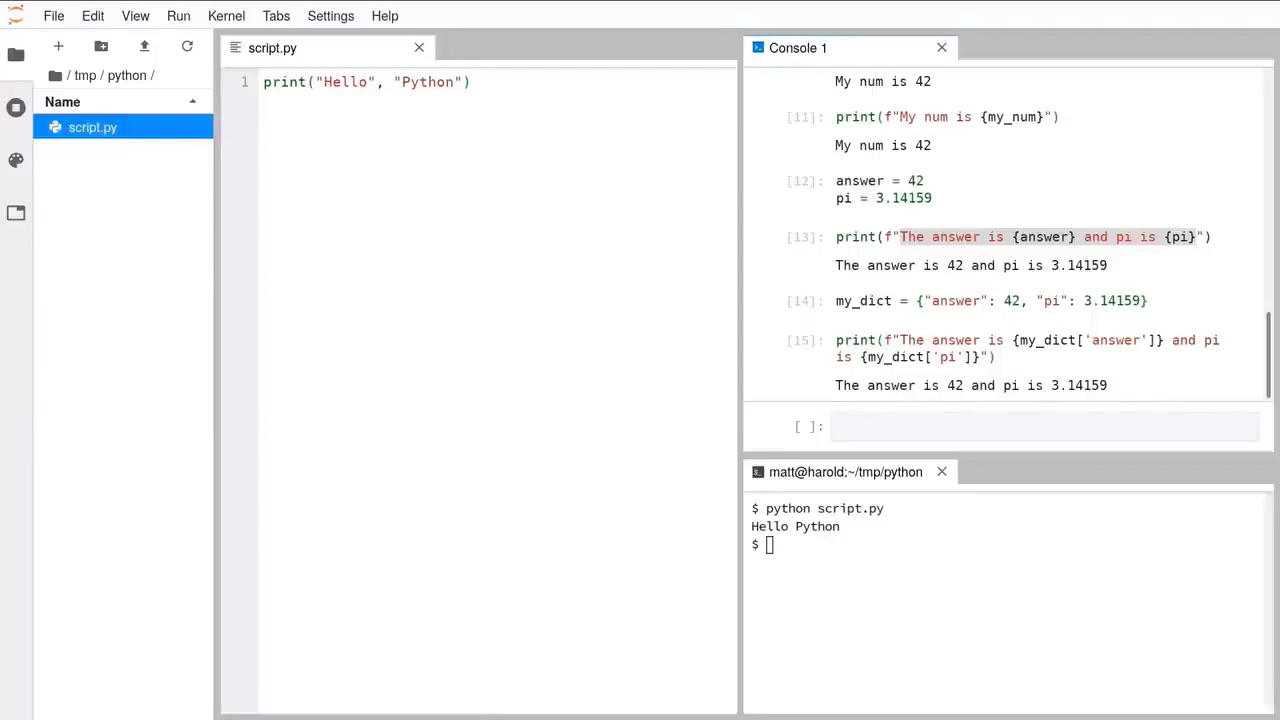 File Edit View Run Kernel Tabs Settings Help
/ tmp / python /
Name
script.py
script.py
1 print("Hello", "Python")
Console 1
My num is 42
[11]: print(f"My num is {my_num}")
My num is 42
[12]: answer = 42
pi = 3.14159
[13]: print(f"The answer is {answer} and pi is {pi}")
The answer is 42 and pi is 3.14159
[14]: my_dict = {"answer": 42, "pi": 3.14159}
[15]: print(f"The answer is {my_dict['answer']} and pi
is {my_dict['pi']}")
The answer is 42 and pi is 3.14159
[ ]:
matt@harold:~/tmp/python
$ python script.py
Hello Python
$